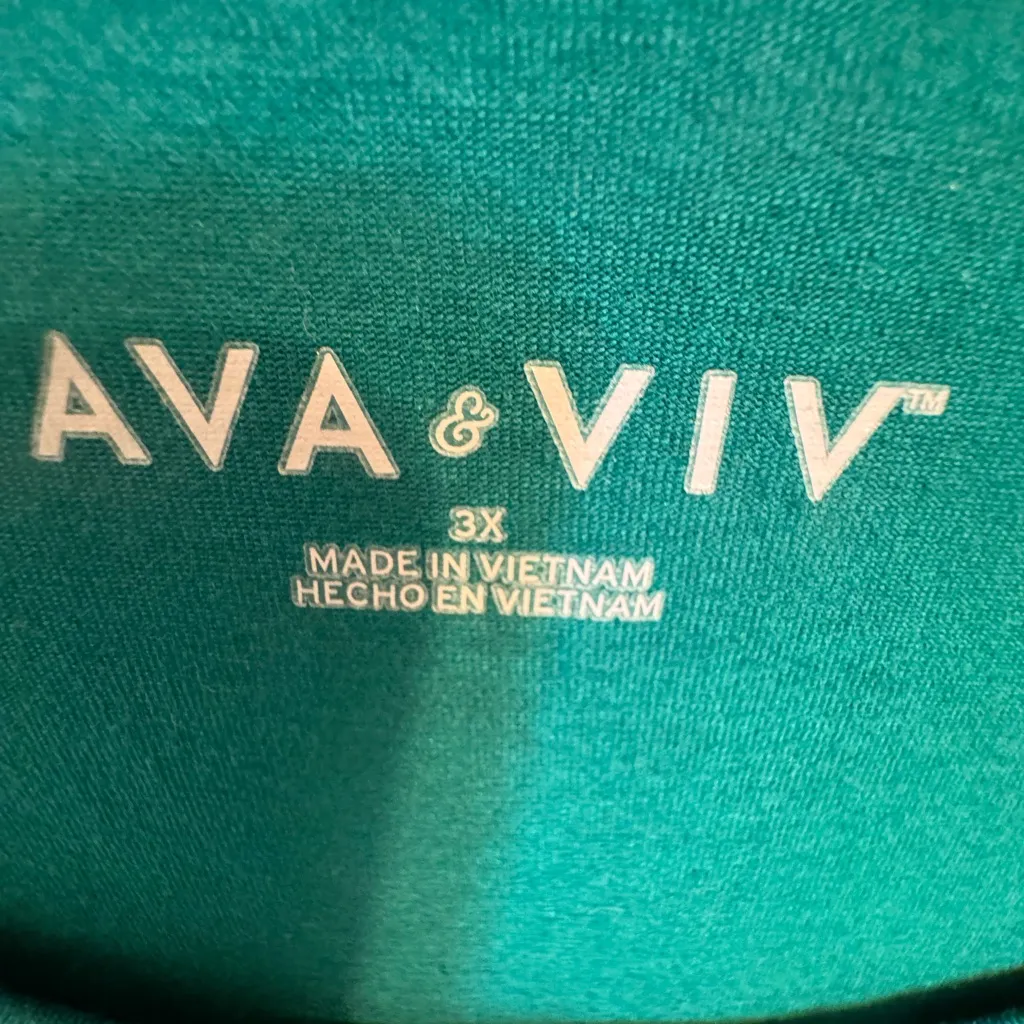 AVA & VIV™
3X
MADE IN VIETNAM
HECHO EN VIETNAM